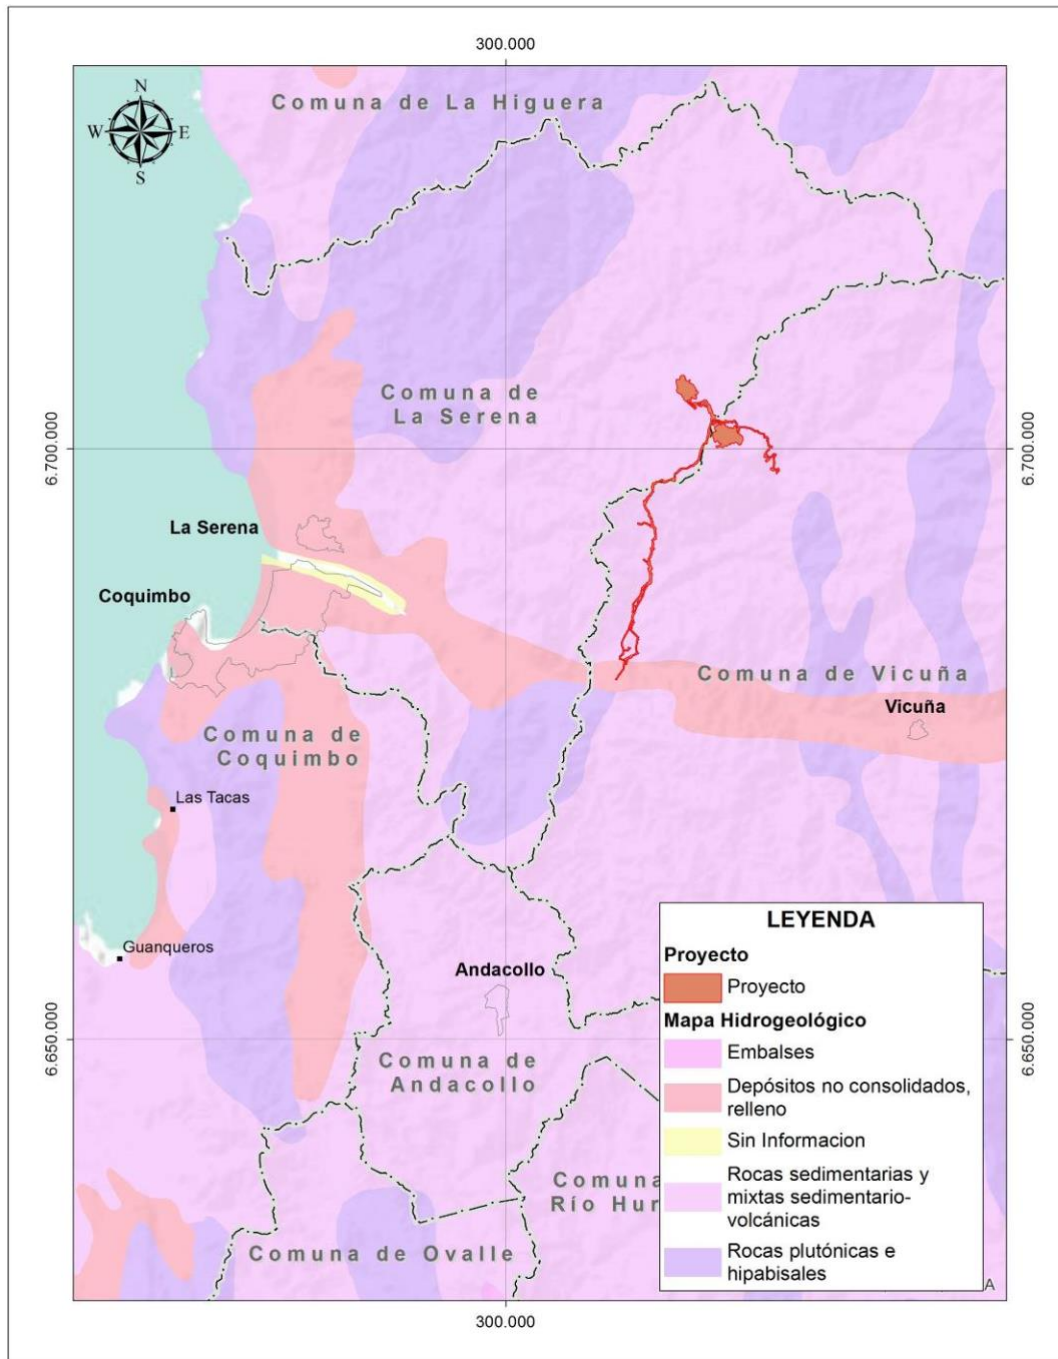 300.000
N
W E
S
Comuna de La Higuera
Comuna de
La Serena
6.700.000
6.700.000
La Serena
Coquimbo
Comuna de Vicuña
Vicuña
Comuna de
Coquimbo
Las Tacas
Guanqueros
Andacollo
Comuna de
Andacollo
6.650.000
6.650.000
Comuna
Río Hur
Comuna de Ovalle
LEYENDA
Proyecto
Proyecto
Mapa Hidrogeológico
Embalses
Depósitos no consolidados,
relleno
Sin Informacion
Rocas sedimentarias y
mixtas sedimentario-
volcánicas
Rocas plutónicas e
hipabisales
A
300.000